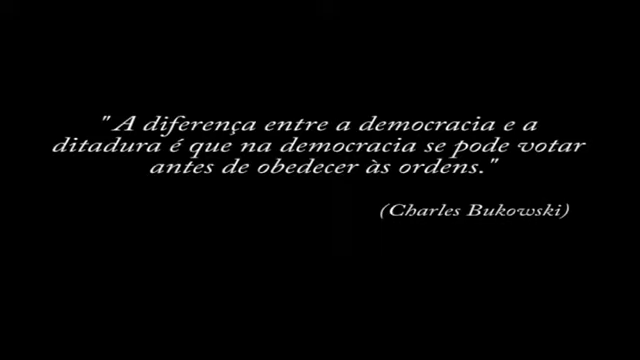 "A diferença entre a democracia e a
ditadura é que na democracia se pode votar
antes de obedecer às ordens."
(Charles Bukowski)